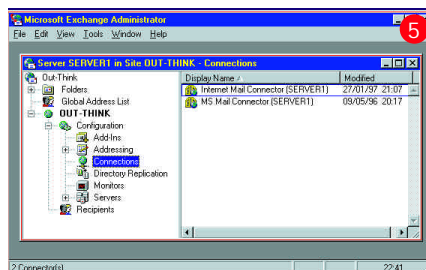 Microsoft Exchange Administrator
5
File Edit View Tools Window Help
Server SERVER1 in Site OUT-THINK - Connections
Out-Think
Folders
Global Address List
OUT-THINK
Configuration
Add-Ins
Addressing
Connections
Directory Replication
Monitors
Servers
Recipients
Display Name Modified
Internet Mail Connector (SERVER1) 27/01/97 21:07
MS Mail Connector (SERVER1) 09/05/96 20:17
2 Connector(s) 22:41